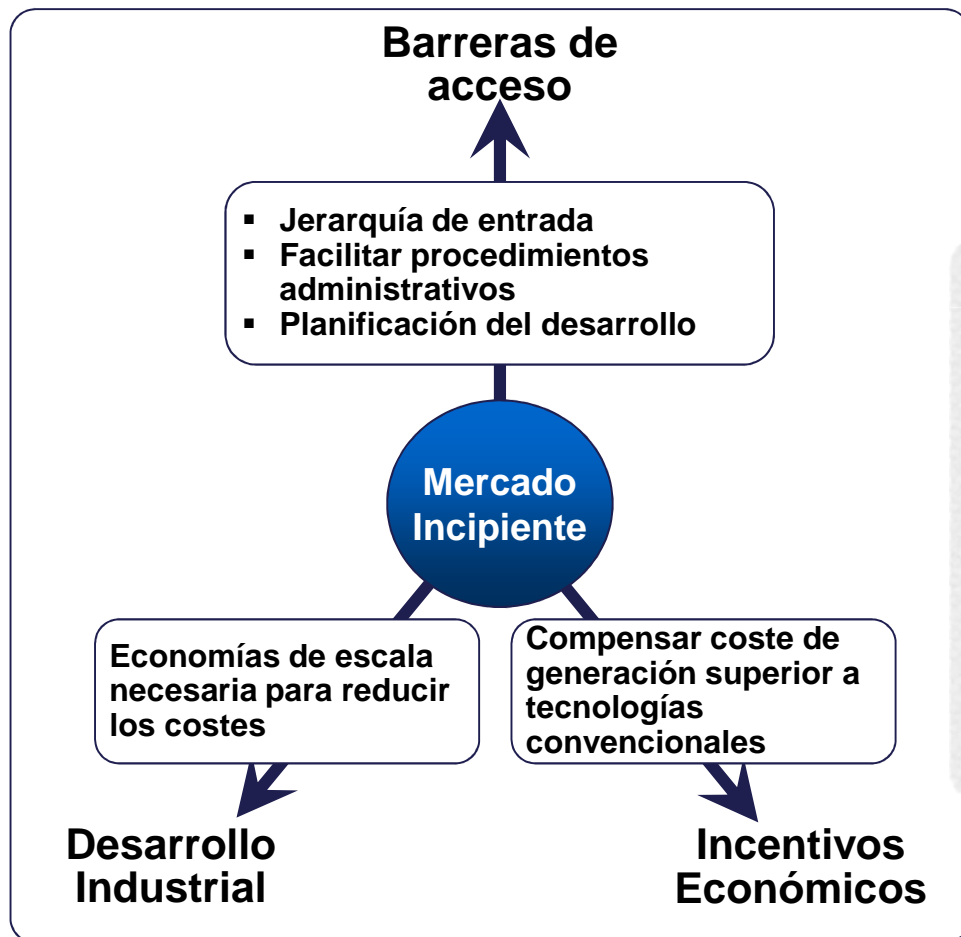 Barreras de
acceso
▪ Jerarquía de entrada
▪ Facilitar procedimientos
administrativos
▪ Planificación del desarrollo
Mercado
Incipiente
Economías de escala
necesaria para reducir
los costes
Compensar coste de
generación superior a
tecnologías
convencionales
Desarrollo
Industrial
Incentivos
Económicos